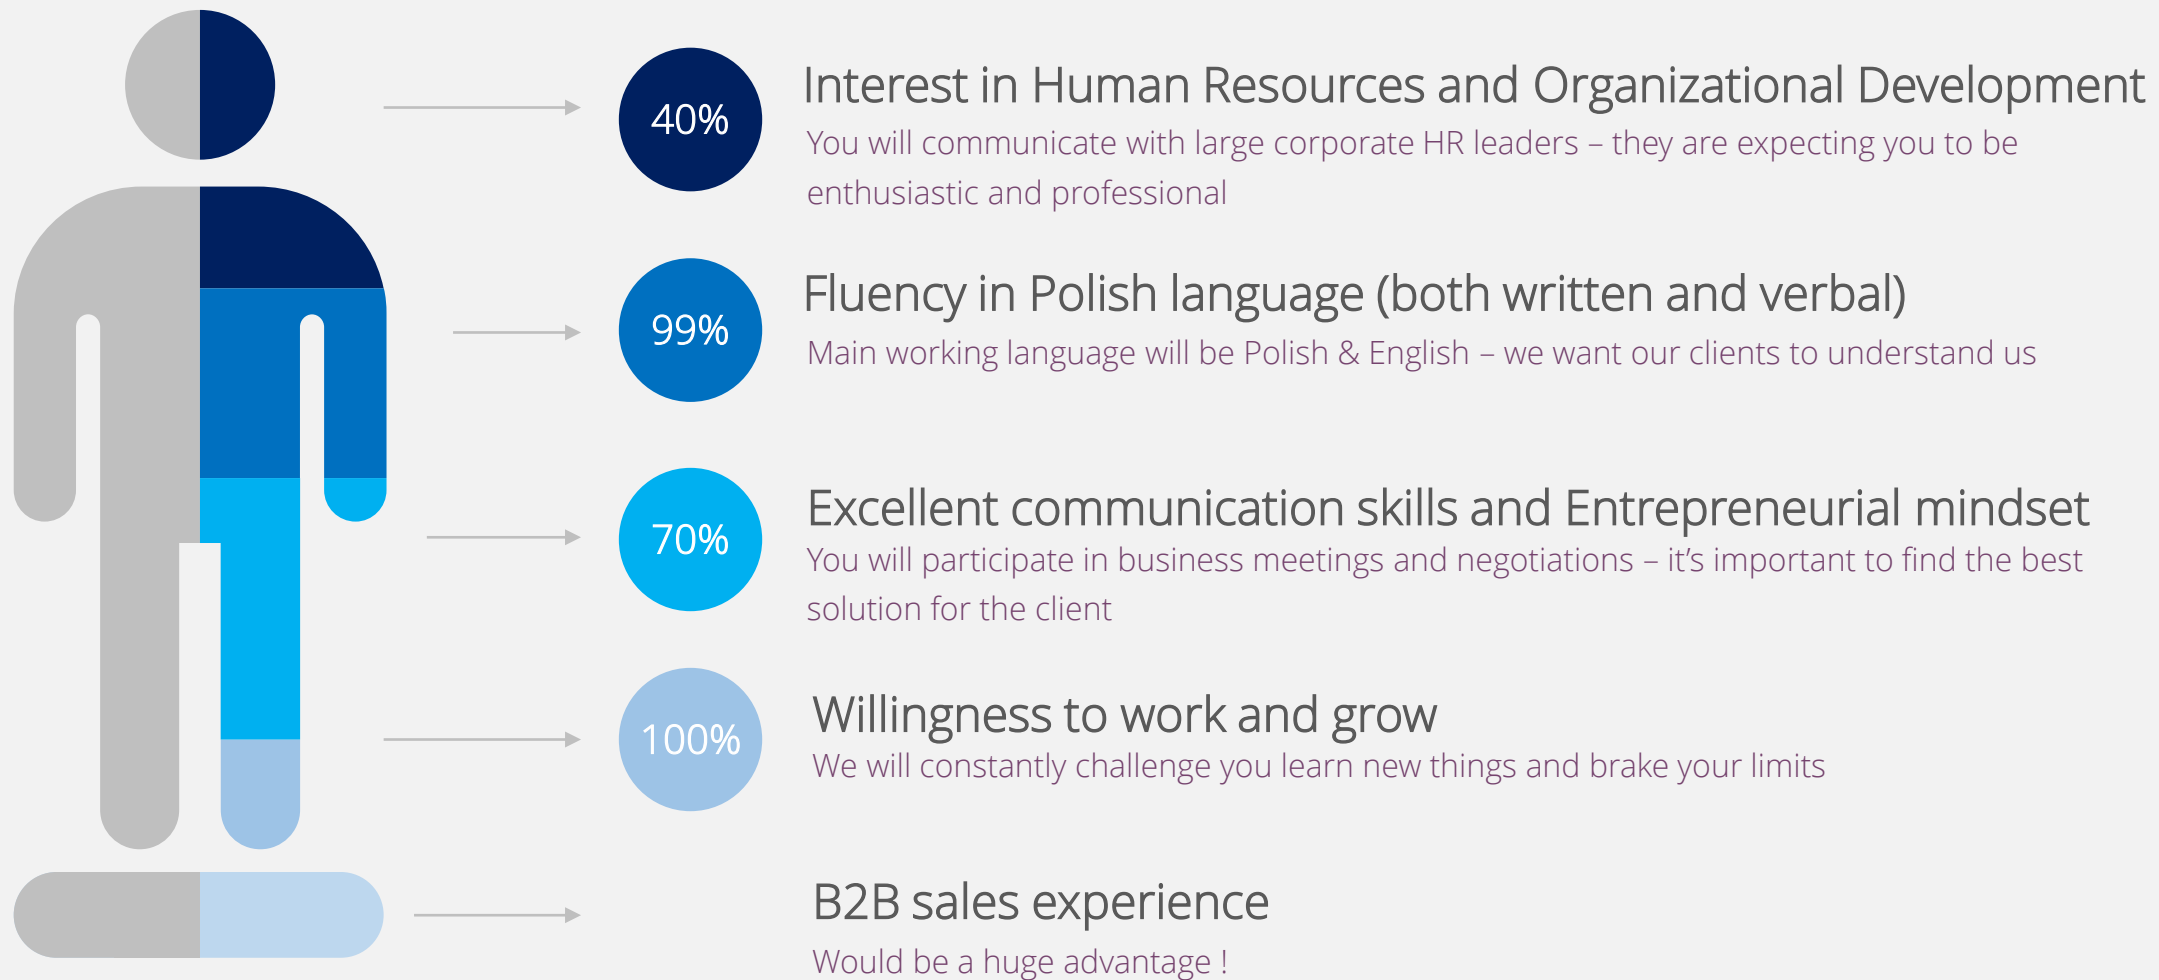 40%
Interest in Human Resources and Organizational Development
You will communicate with large corporate HR leaders – they are expecting you to be
enthusiastic and professional
99%
Fluency in Polish language (both written and verbal)
Main working language will be Polish & English – we want our clients to understand us
70%
Excellent communication skills and Entrepreneurial mindset
You will participate in business meetings and negotiations – it’s important to find the best
solution for the client
100%
Willingness to work and grow
We will constantly challenge you learn new things and brake your limits
B2B sales experience
Would be a huge advantage !